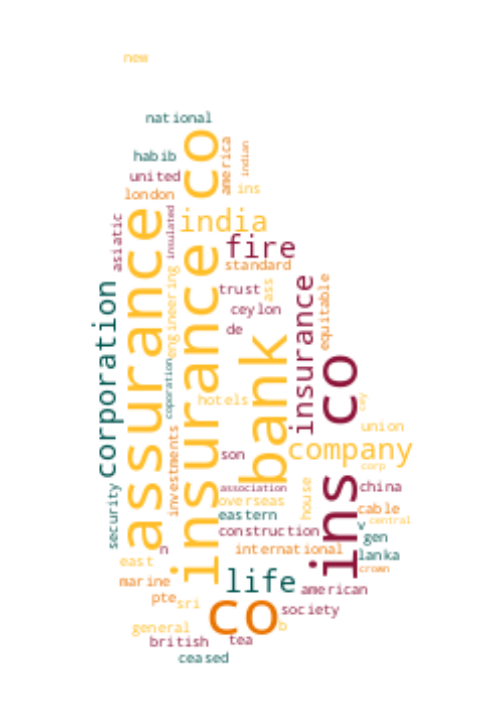 new
national
habib
america
indian
united
london
ins
assurance co
insurance co
india
asiatic
insulated
fire
standard
engineering
trust
ass
ceylon
de
insurance
equitable
corporation
coporation
bank
hotels
ins co
cey
union
company
corp
son
investments
security
association
overseas
house
china
eastern
cable
central
construction
v
gen
n
international
lanka
east
crown
marine
life
american
pte
sri
co
society
general
b
british
tea
ceased